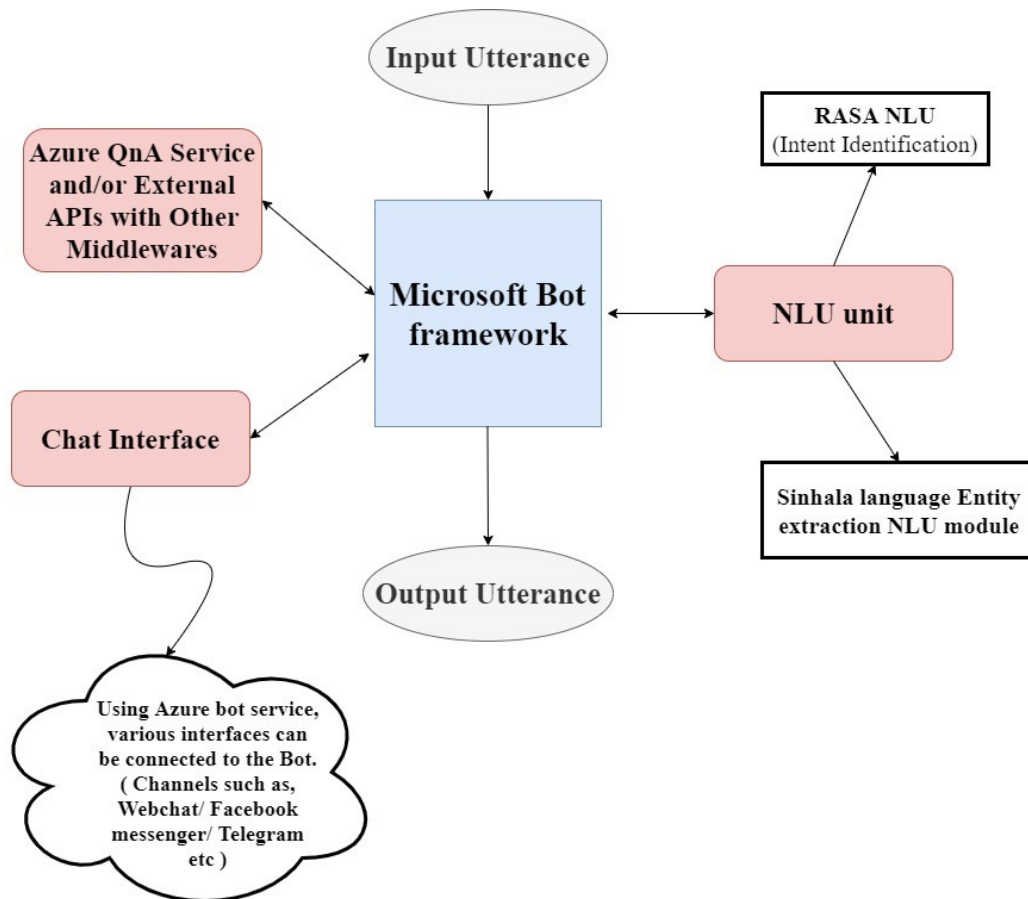 Input Utterance
RASA NLU
(Intent Identification)
Azure QnA Service
and/or External
APIs with Other
Middlewares
Microsoft Bot
framework
NLU unit
Chat Interface
Sinhala language Entity
extraction NLU module
Output Utterance
Using Azure bot service,
various interfaces can
be connected to the Bot.
( Channels such as,
Webchat/ Facebook
messenger/ Telegram
etc )